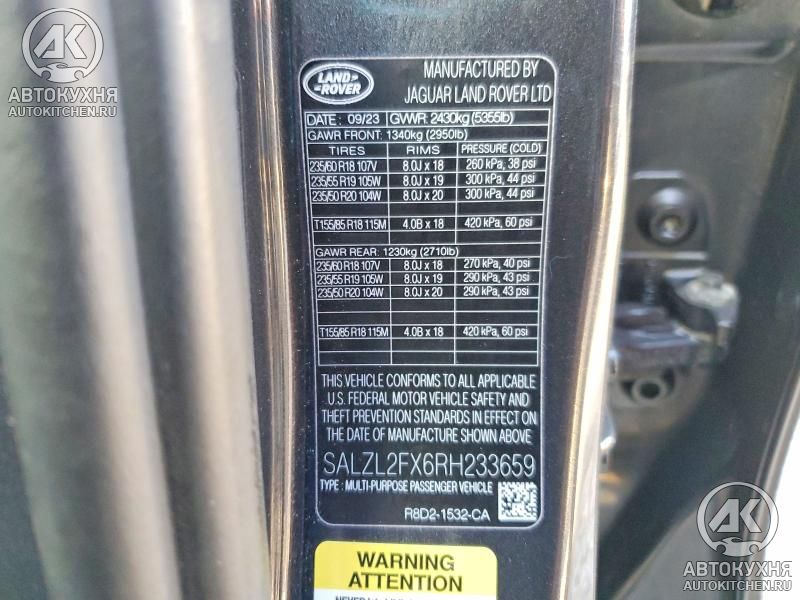 AK
АВТОКУХНЯ
AUTOKITCHEN.RU
LAND
ROVER
MANUFACTURED BY
JAGUAR LAND ROVER LTD
DATE: 09/23 GVWR: 2430kg (5355lb)
GAWR FRONT: 1340kg (2950lb)
TIRES RIMS PRESSURE (COLD)
235/60 R18 107V 8.0J x 18 260 kPa, 38 psi
235/55 R19 105W 8.0J x 19 300 kPa, 44 psi
235/50 R20 104W 8.0J x 20 300 kPa, 44 psi
T155/85 R18 115M 4.0B x 18 420 kPa, 60 psi
GAWR REAR: 1230kg (2710lb)
235/60 R18 107V 8.0J x 18 270 kPa, 40 psi
235/55 R19 105W 8.0J x 19 290 kPa, 43 psi
235/50 R20 104W 8.0J x 20 290 kPa, 43 psi
T155/85 R18 115M 4.0B x 18 420 kPa, 60 psi
THIS VEHICLE CONFORMS TO ALL APPLICABLE
U.S. FEDERAL MOTOR VEHICLE SAFETY AND
THEFT PREVENTION STANDARDS IN EFFECT ON
THE DATE OF MANUFACTURE SHOWN ABOVE
SALZL2FX6RH233659
TYPE: MULTI-PURPOSE PASSENGER VEHICLE
R8D2-1532-CA
WARNING
ATTENTION
AK
АВТОКУХНЯ
AUTOKITCHEN.RU